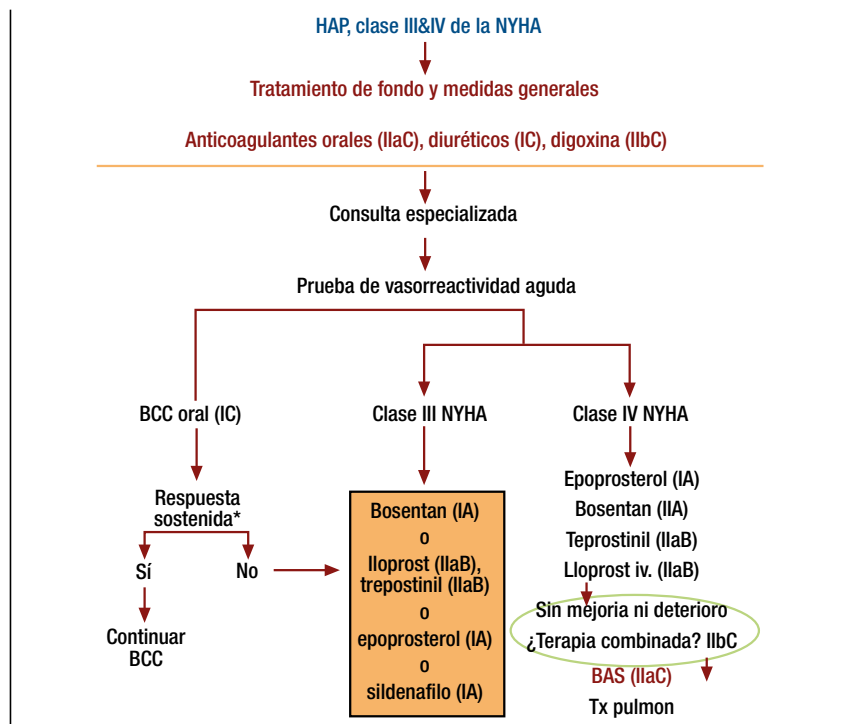 HAP, clase III&IV de la NYHA
Tratamiento de fondo y medidas generales
Anticoagulantes orales (IIaC), diuréticos (IC), digoxina (IIbC)
Consulta especializada
Prueba de vasorreactividad aguda
BCC oral (IC)
Respuesta
sostenida*
Sí
No
Continuar
BCC
Clase III NYHA
Bosentan (IA)
o
Iloprost (IIaB),
trepostinil (IIaB)
o
epoprosterol (IA)
o
sildenafilo (IA)
Clase IV NYHA
Epoprosterol (IA)
Bosentan (IIA)
Teprostinil (IIaB)
Lloprost iv. (IIaB)
Sin mejoria ni deterioro
¿Terapia combinada? IIbC
BAS (IIaC)
Tx pulmon